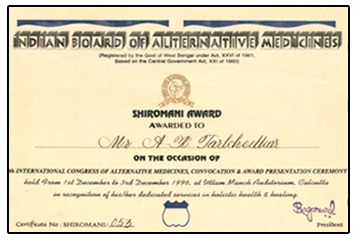 INDIAN BOARD OF ALTERNATIVE MEDICINES
(Registered by the Govt of West Bengal under Act, XXVI of 1961,
Based on the Central Government Act, XXI of 1860)
SHIROMANI AWARD
AWARDED TO
Mr A
ON THE OCCASION OF
th INTERNATIONAL CONGRESS OF ALTERNATIVE MEDICINES, CONVOCATION & AWARD PRESENTATION CEREMONY
held from 1st December to 3rd December 1996, at Uttam Manch Auditorium, Calcutta
in recognition of his/her dedicated services in holistic health & healing.
Certificate No : SHIROMANI/ 053
President